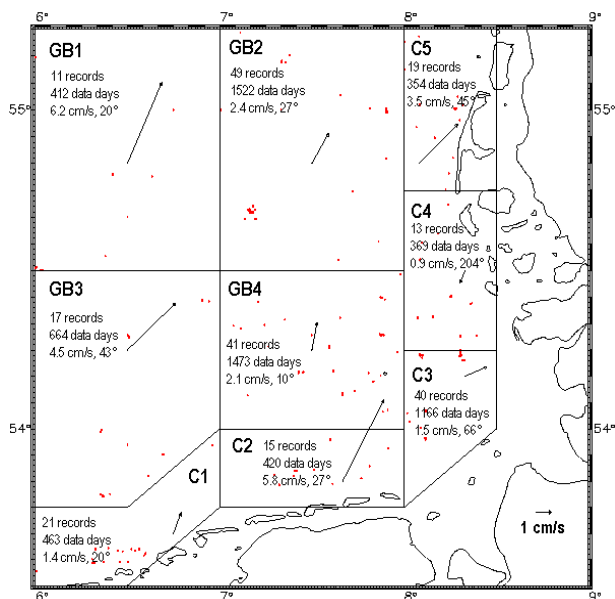 6° 7° 8° 9°
GB1
11 records
412 data days
6.2 cm/s, 20°
GB2
49 records
1522 data days
2.4 cm/s, 27°
C5
19 records
354 data days
3.5 cm/s, 45°
55°
55°
C4
13 records
369 data days
0.9 cm/s, 204°
GB3
17 records
664 data days
4.5 cm/s, 43°
GB4
41 records
1473 data days
2.1 cm/s, 10°
C3
40 records
1166 data days
1.5 cm/s, 66°
54°
54°
C2
15 records
420 data days
5.8 cm/s, 27°
C1
21 records
463 data days
1.4 cm/s, 20°
1 cm/s
6° 7° 8° 9°